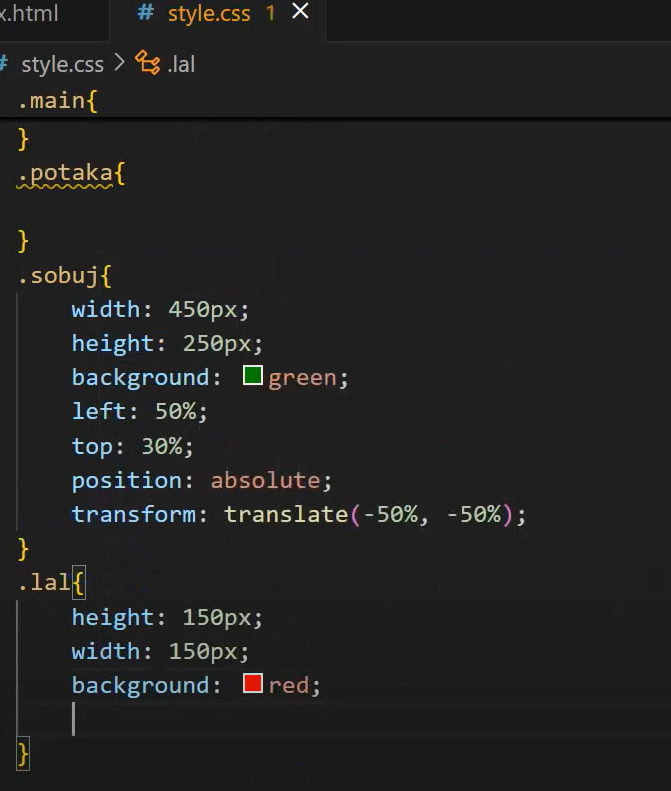 x.html # style.css 1 ×
# style.css > .lal
.main{
}
.potaka{
}
.sobuj{
width: 450px;
height: 250px;
background: green;
left: 50%;
top: 30%;
position: absolute;
transform: translate(-50%, -50%);
}
.lal{
height: 150px;
width: 150px;
background: red;
}